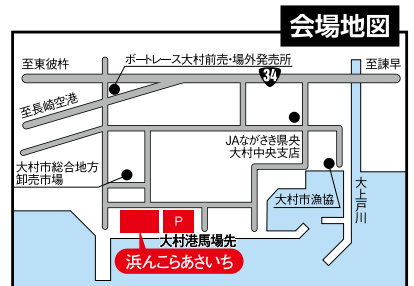 会場地図
ボートレース大村前売・場外発売所
至東彼杵
34
至諫早
至長崎空港
JAながさき県央
大村中央支店
大村市総合地方
卸売市場
大村市漁協
大上戸川
P
大村港馬場先
浜んこらあさいち